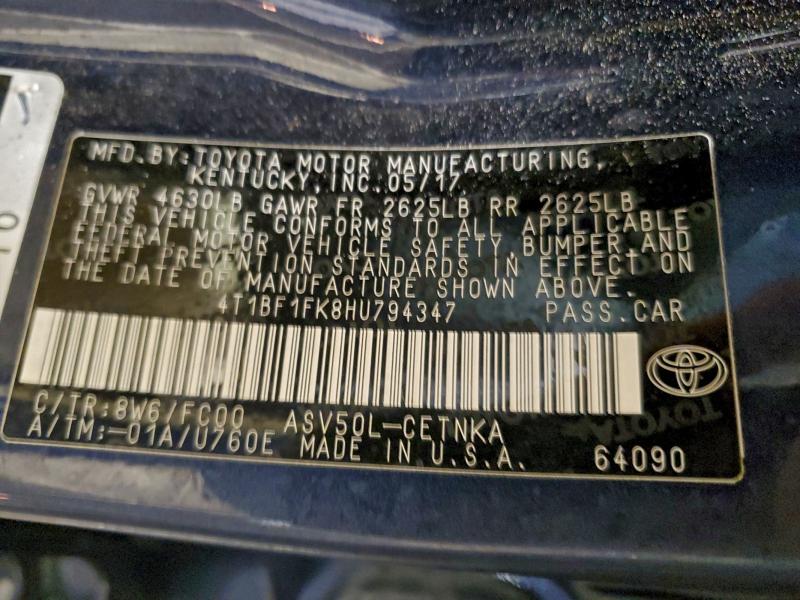 MFD.BY:TOYOTA MOTOR MANUFACTURING,
KENTUCKY,INC.05/17
GVWR 4630LB GAWR FR 2625LB RR 2625LB
THIS VEHICLE CONFORMS TO ALL APPLICABLE
FEDERAL MOTOR VEHICLE SAFETY,BUMPER,AND
THEFT PREVENTION STANDARDS IN EFFECT ON
THE DATE OF MANUFACTURE SHOWN ABOVE.
4T1BF1FK8HU794347 PASS.CAR
C/TR:8W6/FC00 ASV50L-CETNKA
A/TM:-01A/U760E MADE IN U.S.A. 64090
TOYOTA